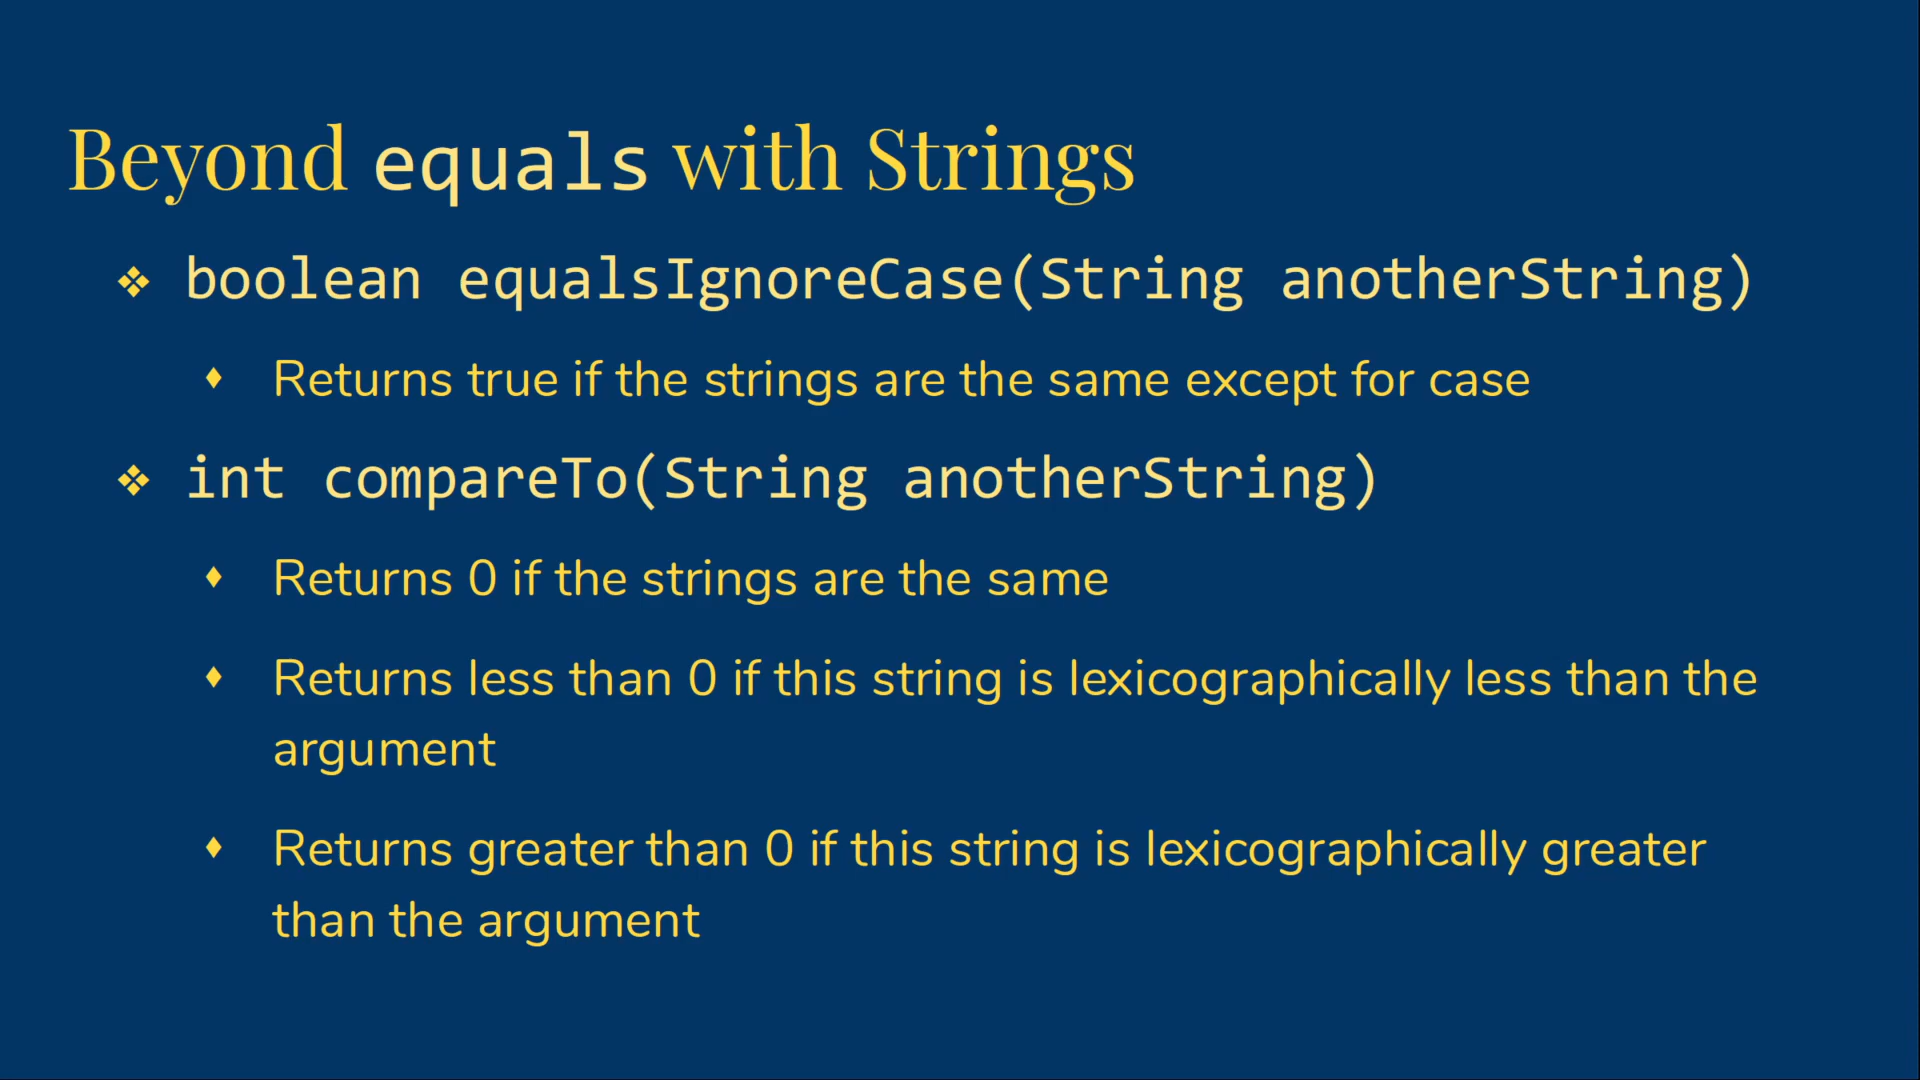 Beyond equals with Strings
❖ boolean equalsIgnoreCase(String anotherString)
♦ Returns true if the strings are the same except for case
❖ int compareTo(String anotherString)
♦ Returns 0 if the strings are the same
♦ Returns less than 0 if this string is lexicographically less than the
argument
♦ Returns greater than 0 if this string is lexicographically greater
than the argument